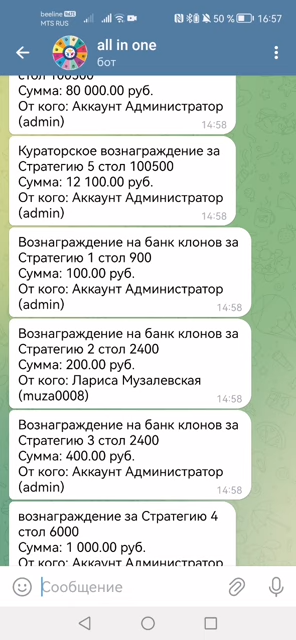 beeline
MTS RUS
50 %
16:57
all in one
бот
стол 100500
Сумма: 80 000.00 руб.
От кого: Аккаунт Администратор
(admin)
14:58
Кураторское вознаграждение за
Стратегию 5 стол 100500
Сумма: 12 100.00 руб.
От кого: Аккаунт Администратор
(admin)
14:58
Вознаграждение на банк клонов за
Стратегию 1 стол 900
Сумма: 100.00 руб.
От кого: Аккаунт Администратор
(admin)
14:58
Вознаграждение на банк клонов за
Стратегию 2 стол 2400
Сумма: 200.00 руб.
От кого: Лариса Музалевская
(muza0008)
14:58
Вознаграждение на банк клонов за
Стратегию 3 стол 2400
Сумма: 400.00 руб.
От кого: Аккаунт Администратор
(admin)
14:58
вознаграждение за Стратегию 4
стол 6000
Сумма: 1 000.00 руб.
От кого: Аккаунт Администратор
Сообщение